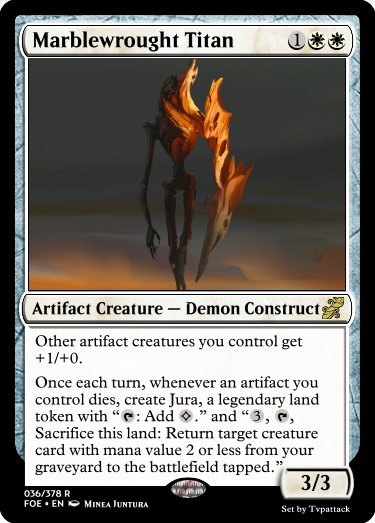 Marblewrought Titan 1
Artifact Creature — Demon Construct
Other artifact creatures you control get
+1/+0.
Once each turn, whenever an artifact you
control dies, create Jura, a legendary land
token with “: Add .” and “3, ,
Sacrifice this land: Return target creature
card with mana value 2 or less from your
graveyard to the battlefield tapped.”
3/3
036/378 R
FOE • EN Minea Juntura
Set by Tvpattack